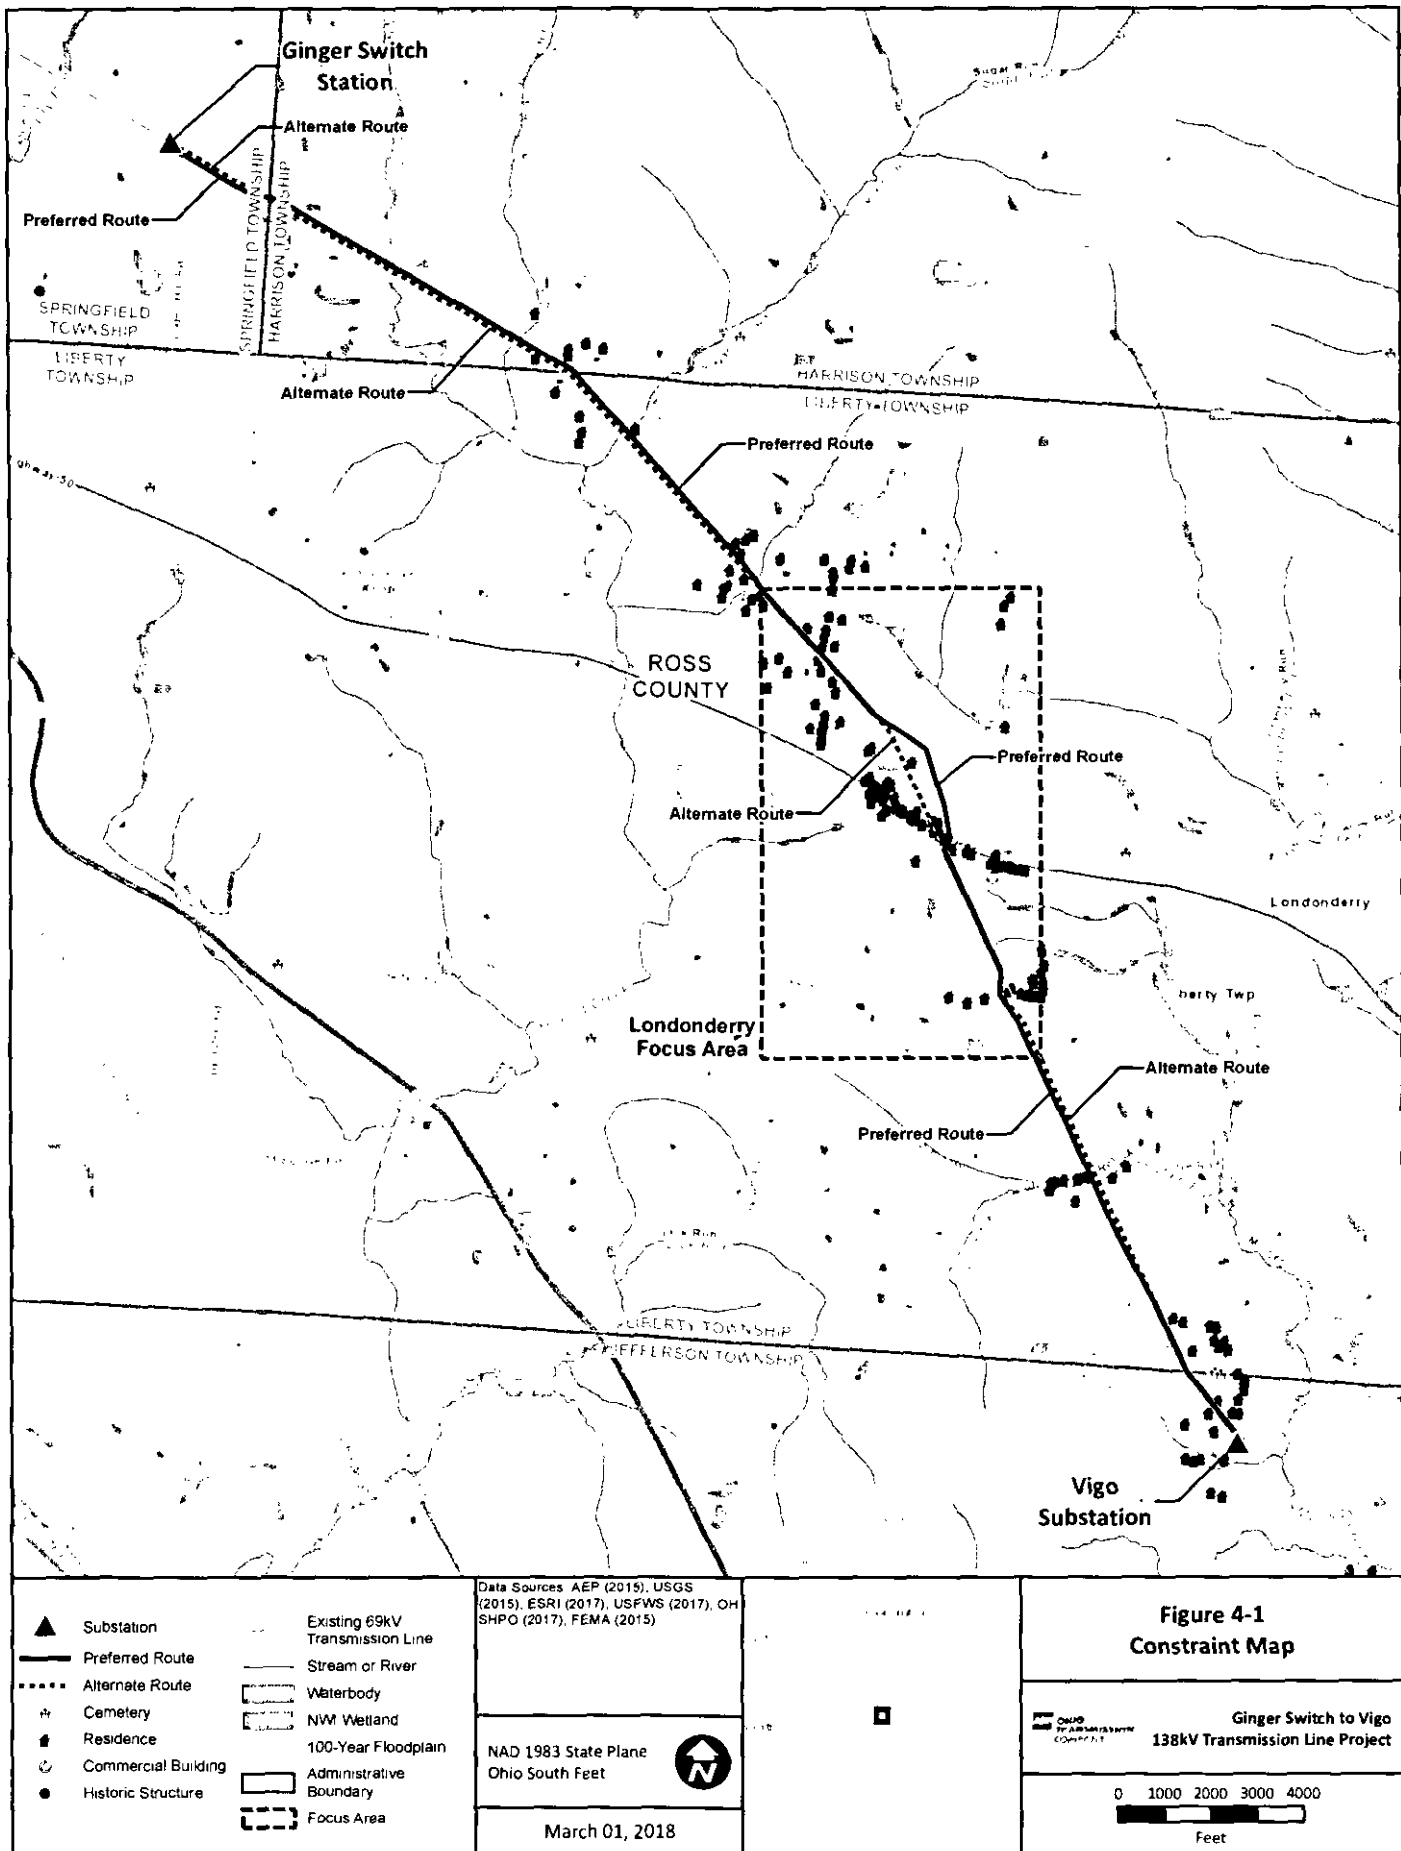 Ginger Switch
Station
Alternate Route
Preferred Route
SPRINGFIELD TOWNSHIP
HARRISON TOWNSHIP
SPRINGFIELD
TOWNSHIP
LIBERTY
TOWNSHIP
Alternate Route
HARRISON TOWNSHIP
LIBERTY TOWNSHIP
Preferred Route
ROSS
COUNTY
Preferred Route
Alternate Route
Londonderry
Londonderry
Focus Area
berty Twp
Alternate Route
Preferred Route
Run
LIBERTY TOWNSHIP
JEFFERSON TOWNSHIP
Vigo
Substation
Substation
Preferred Route
Alternate Route
Cemetery
Residence
Commercial Building
Historic Structure
Existing 69kV
Transmission Line
Stream or River
Waterbody
NWI Wetland
100-Year Floodplain
Administrative
Boundary
Focus Area
Data Sources AEP (2015), USGS
(2015), ESRI (2017), USFWS (2017), OH
SHPO (2017), FEMA (2015)
NAD 1983 State Plane
Ohio South Feet
N
March 01, 2018
Figure 4-1
Constraint Map
OHIO
TRANSMISSION
COMPANY
Ginger Switch to Vigo
138kV Transmission Line Project
0 1000 2000 3000 4000
Feet